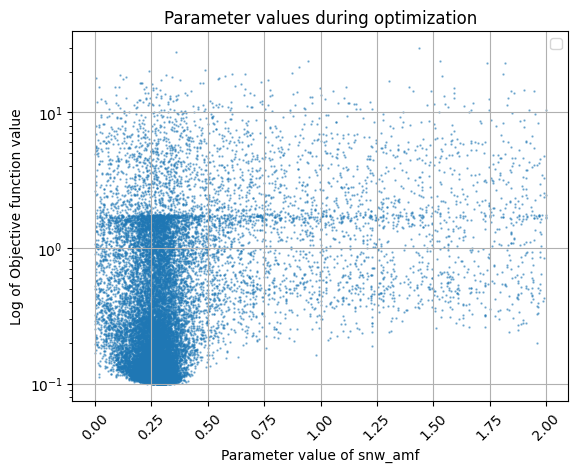 Parameter values during optimization
Log of Objective function value
10¹
10⁰
10⁻¹
0.00 0.25 0.50 0.75 1.00 1.25 1.50 1.75 2.00
Parameter value of snw_amf